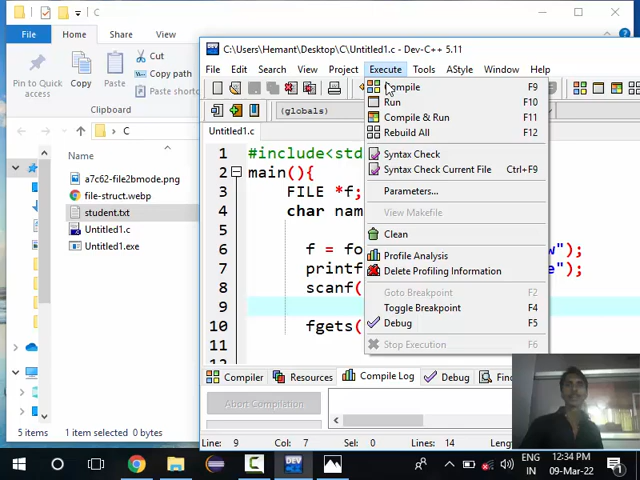 File
Home
Share
View
Pin to Quick
access
Copy
Paste
Cut
Copy path
Paste
C
Name
a7c62-file2bmode.png
file-struct.webp
student.txt
Untitled1.c
Untitled1.exe
5 items
1 item selected 0 bytes
C:\Users\Hemant\Desktop\C\Untitled1.c - Dev-C++ 5.11
File Edit Search View Project Execute Tools AStyle Window Help
(globals)
Untitled1.c
1 #include<std
2 main(){
3 FILE *f;
4 char nam
5
6 f = fo w");
7 printf e");
8 scanf(
9
10 fgets(
11
Compile F9
Run F10
Compile & Run F11
Rebuild All F12
Syntax Check
Syntax Check Current File Ctrl+F9
Parameters...
View Makefile
Clean
Profile Analysis
Delete Profiling Information
Goto Breakpoint F2
Toggle Breakpoint F4
Debug F5
Stop Execution F6
Compiler Resources Compile Log Debug Fin
Abort Compilation
Line: 9 Col: 7 Sel: 0 Lines: 14 Leng
DEV
ENG
IN
12:34 PM
09-Mar-22
1